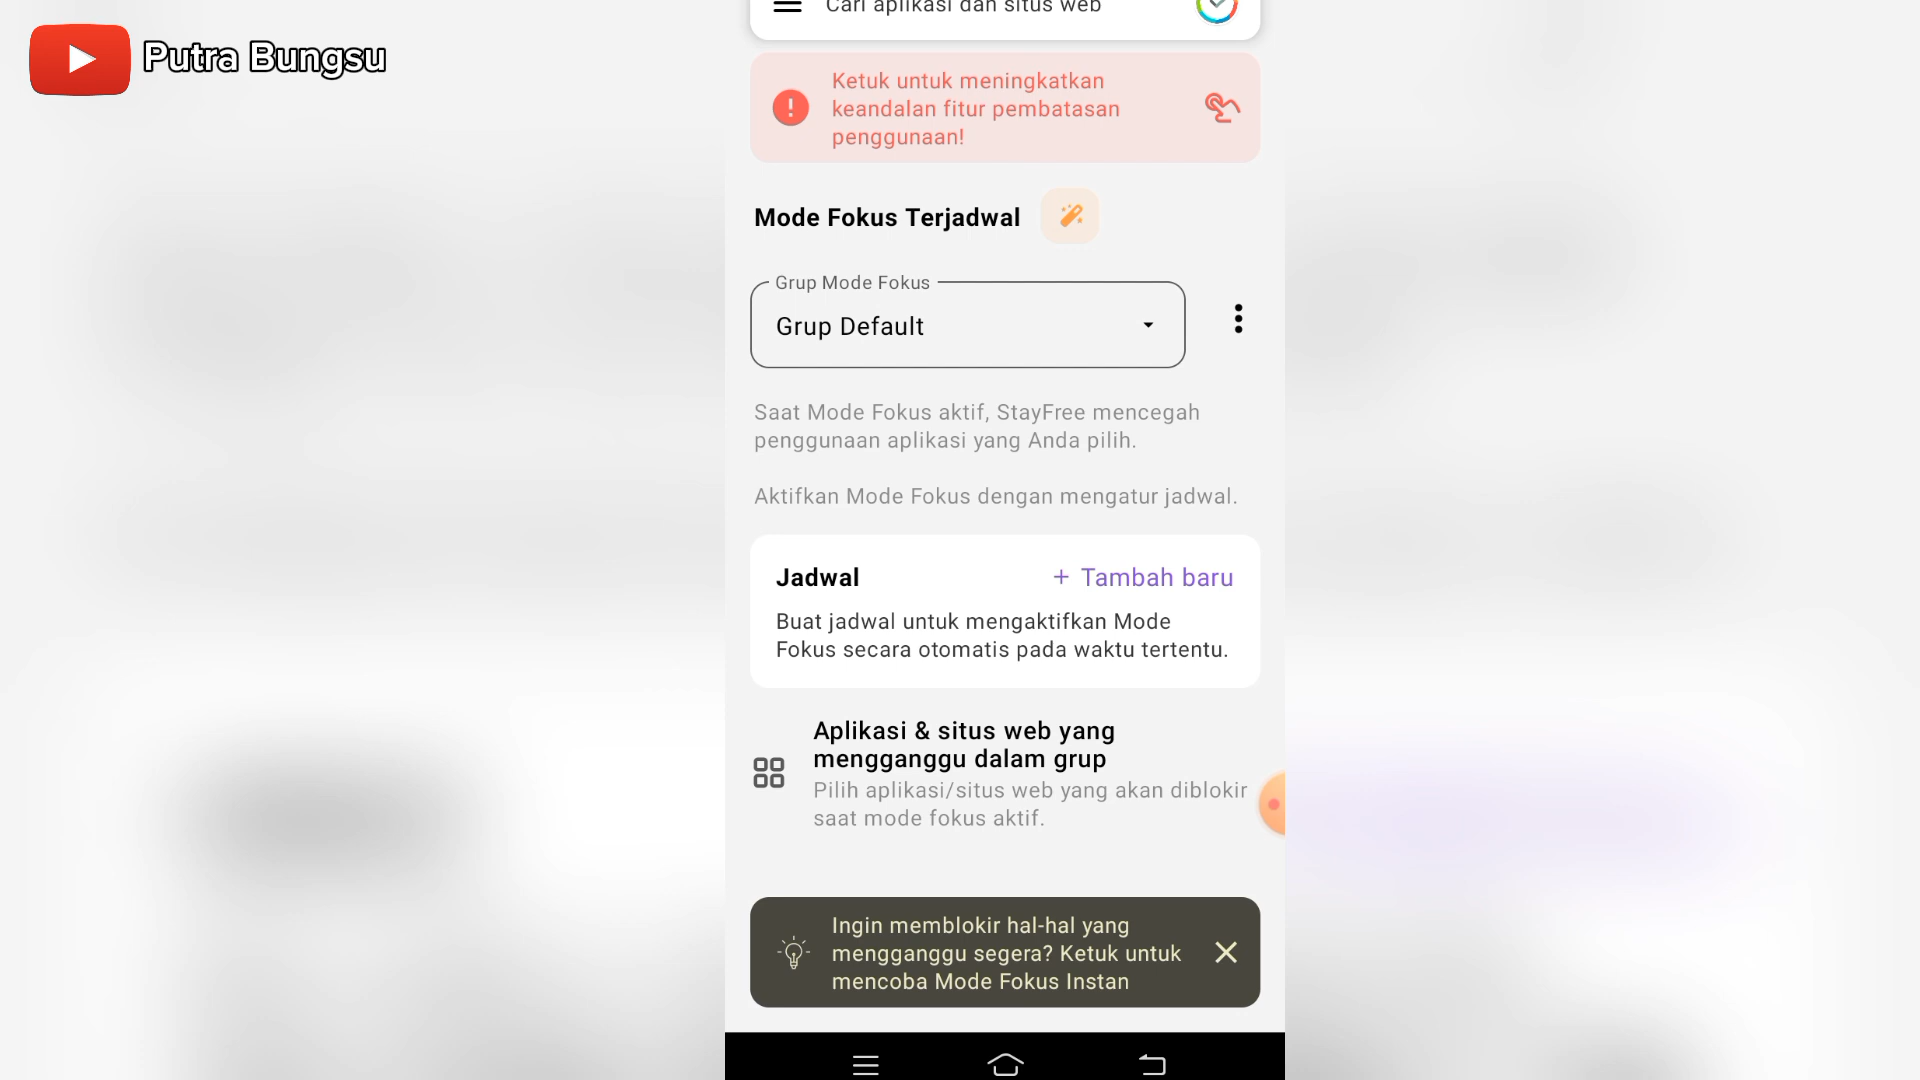 Putra Bungsu
Cari aplikasi dan situs web
Ketuk untuk meningkatkan
keandalan fitur pembatasan
penggunaan!
Mode Fokus Terjadwal
Grup Mode Fokus
Grup Default
Saat Mode Fokus aktif, StayFree mencegah
penggunaan aplikasi yang Anda pilih.
Aktifkan Mode Fokus dengan mengatur jadwal.
Jadwal
+ Tambah baru
Buat jadwal untuk mengaktifkan Mode
Fokus secara otomatis pada waktu tertentu.
Aplikasi & situs web yang
mengganggu dalam grup
Pilih aplikasi/situs web yang akan diblokir
saat mode fokus aktif.
Ingin memblokir hal-hal yang
mengganggu segera? Ketuk untuk
mencoba Mode Fokus Instan